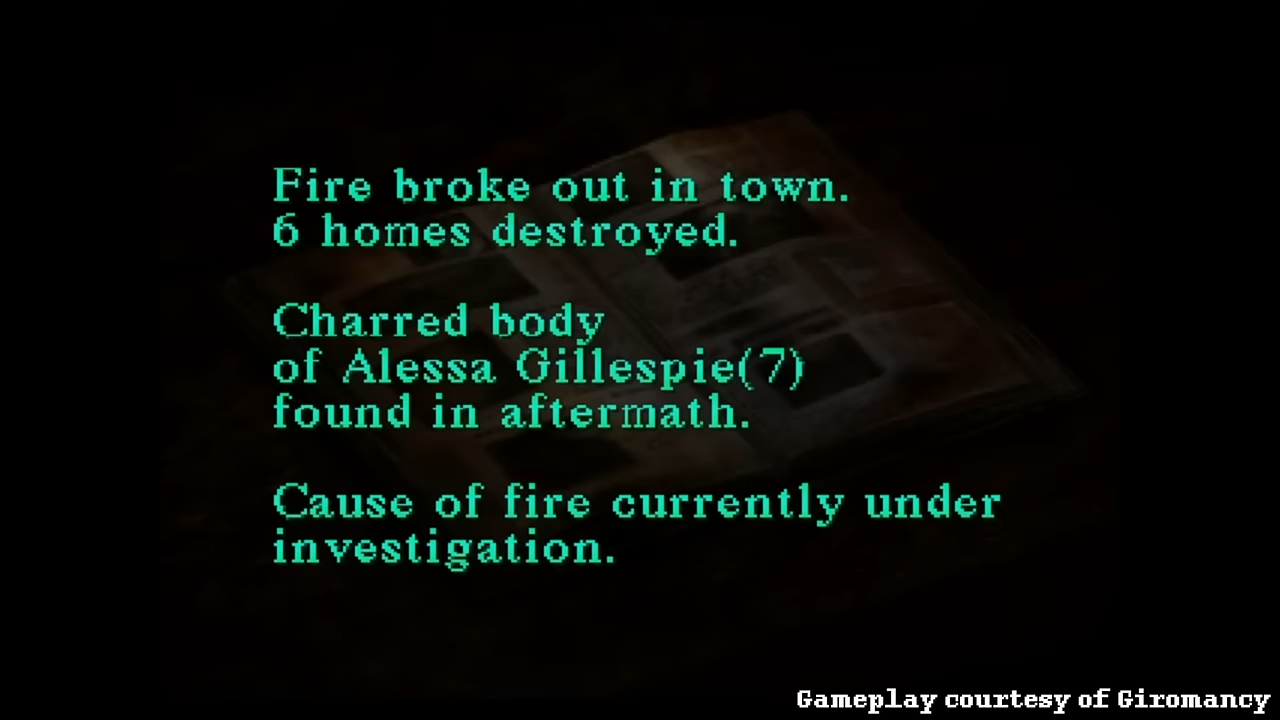 Fire broke out in town.
6 homes destroyed.
Charred body
of Alessa Gillespie(7)
found in aftermath.
Cause of fire currently under
investigation.
Gameplay courtesy of Giromancy